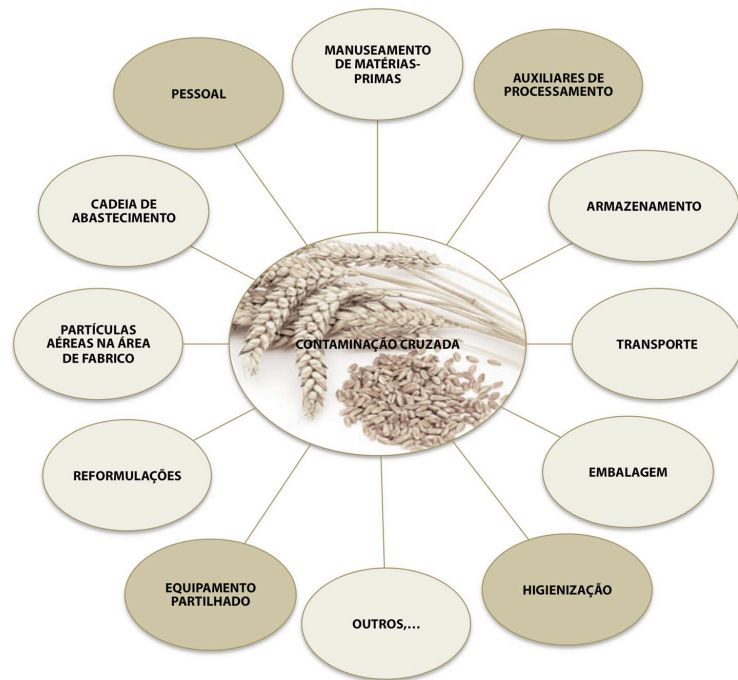 MANUSEAMENTO
DE MATÉRIAS-
PRIMAS
AUXILIARES DE
PROCESSAMENTO
ARMAZENAMENTO
TRANSPORTE
EMBALAGEM
HIGIENIZAÇÃO
OUTROS,...
EQUIPAMENTO
PARTILHADO
REFORMULAÇÕES
PARTÍCULAS
AÉREAS NA ÁREA
DE FABRICO
CADEIA DE
ABASTECIMENTO
PESSOAL
CONTAMINAÇÃO CRUZADA